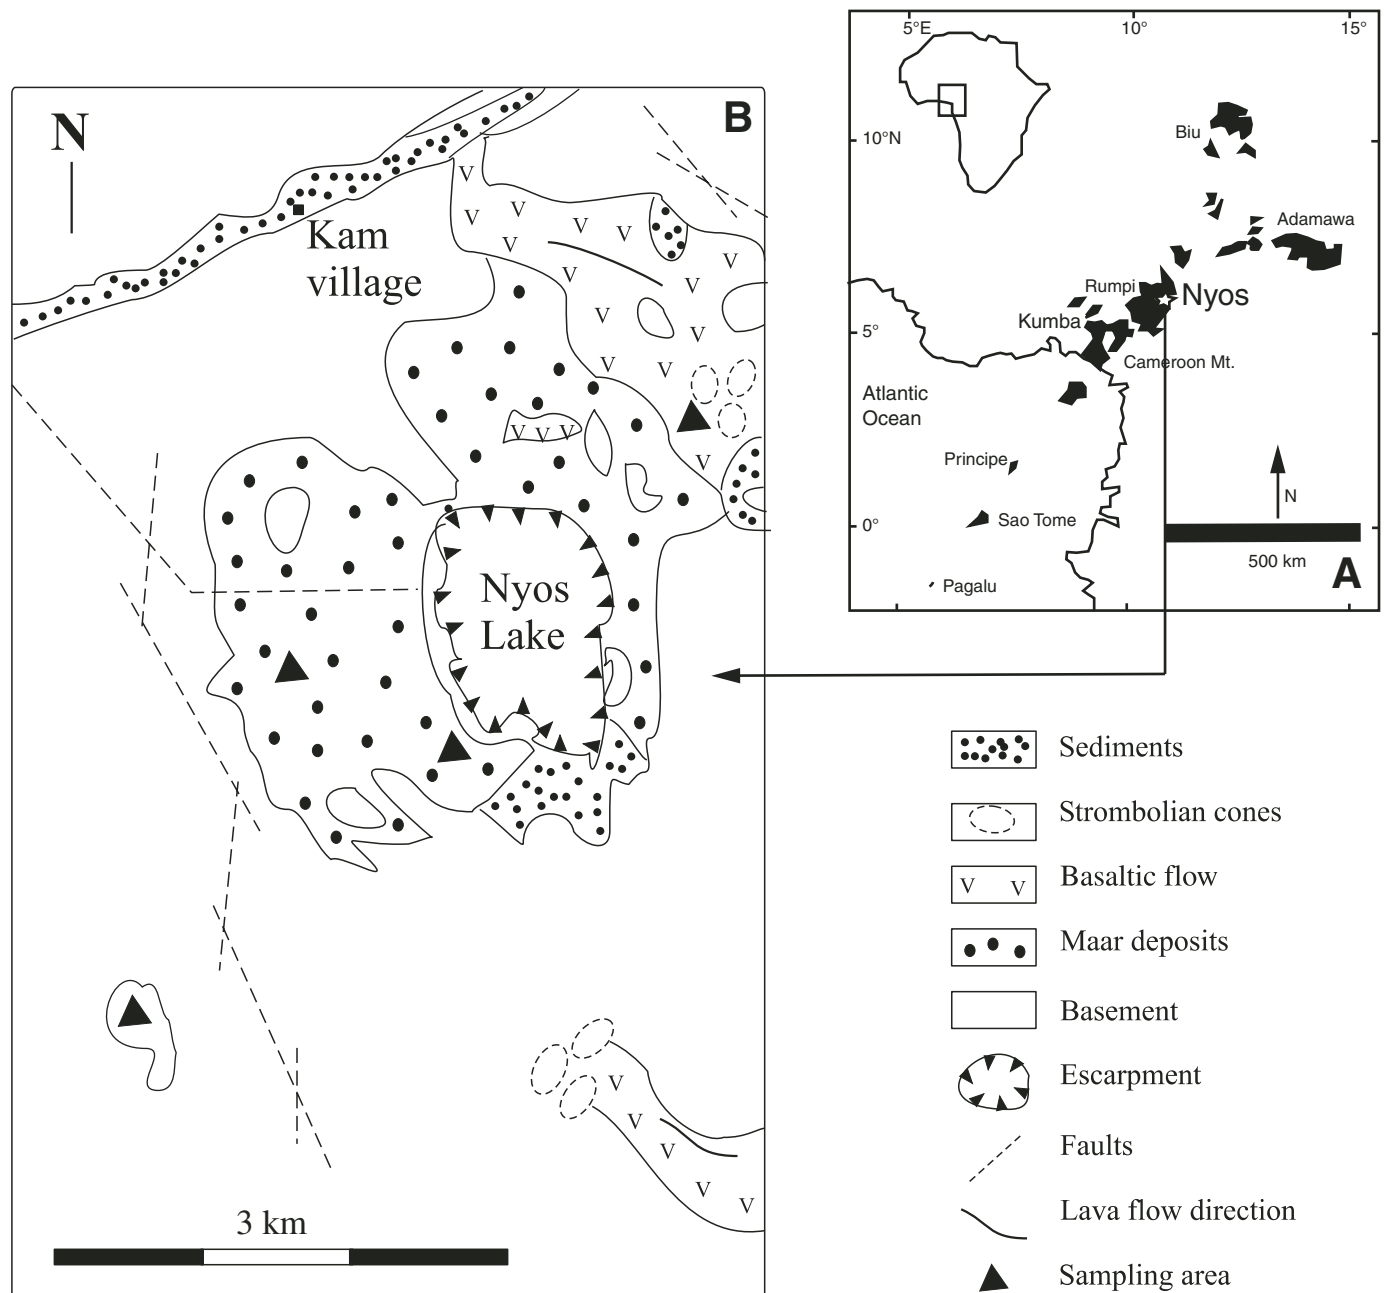 B
N
Kam
village
V
V
V
V
V
V
V
V
V
V
V
V
V
V V V
V
Nyos
Lake
V
V
V
V
V
3 km
5°E
10°
15°
10°N
Biu
Adamawa
Rumpi
Nyos
Kumba
5°
Cameroon Mt.
Atlantic
Ocean
Principe
N
0°
Sao Tome
500 km
A
Pagalu
Sediments
Strombolian cones
V V
Basaltic flow
Maar deposits
Basement
Escarpment
Faults
Lava flow direction
Sampling area